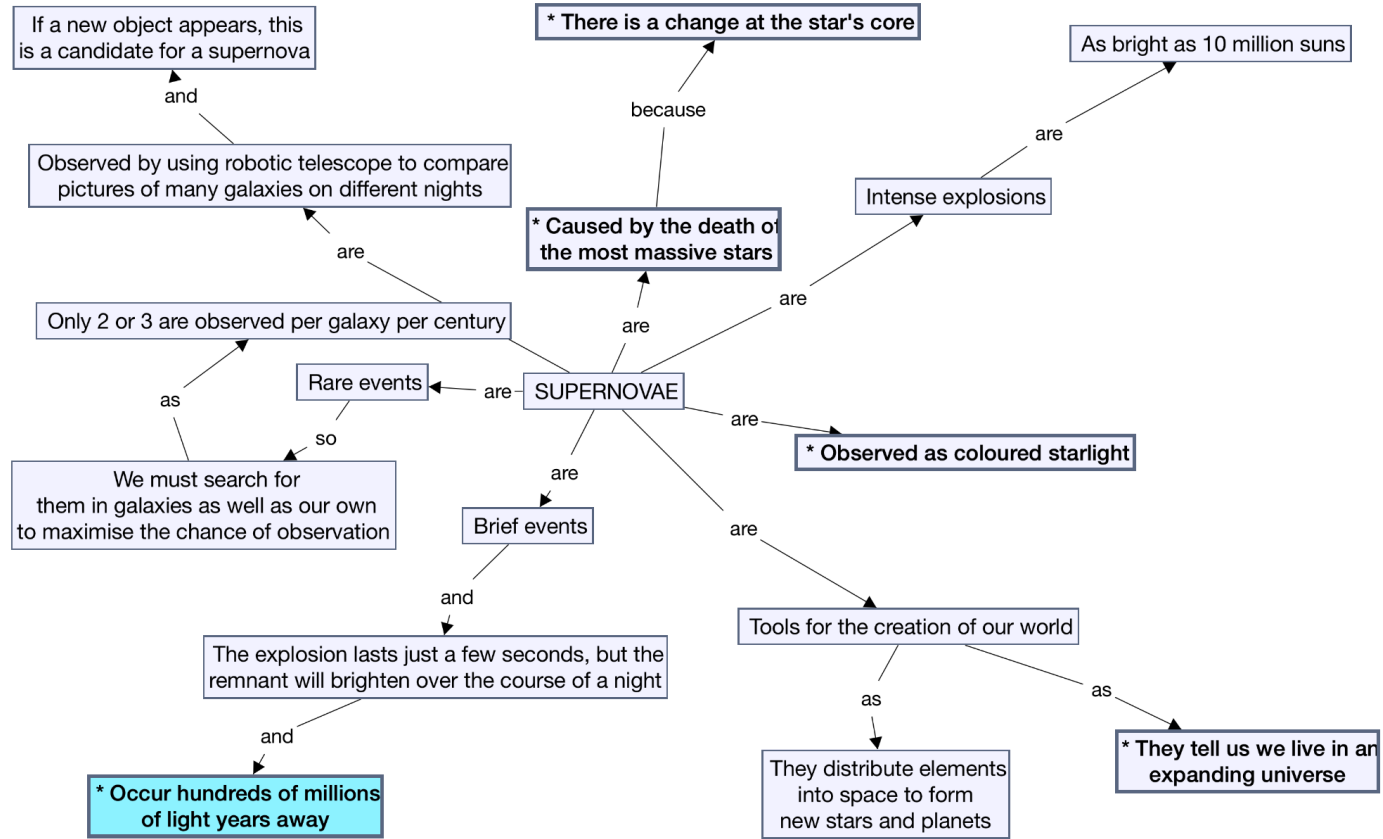 If a new object appears, this
is a candidate for a supernova
and
Observed by using robotic telescope to compare
pictures of many galaxies on different nights
are
Only 2 or 3 are observed per galaxy per century
as
We must search for
them in galaxies as well as our own
to maximise the chance of observation
so
Rare events
are
SUPERNOVAE
are
* Caused by the death of
the most massive stars
because
* There is a change at the star's core
are
Intense explosions
are
As bright as 10 million suns
are
* Observed as coloured starlight
are
Brief events
and
The explosion lasts just a few seconds, but the
remnant will brighten over the course of a night
and
* Occur hundreds of millions
of light years away
are
Tools for the creation of our world
as
They distribute elements
into space to form
new stars and planets
as
* They tell us we live in an
expanding universe